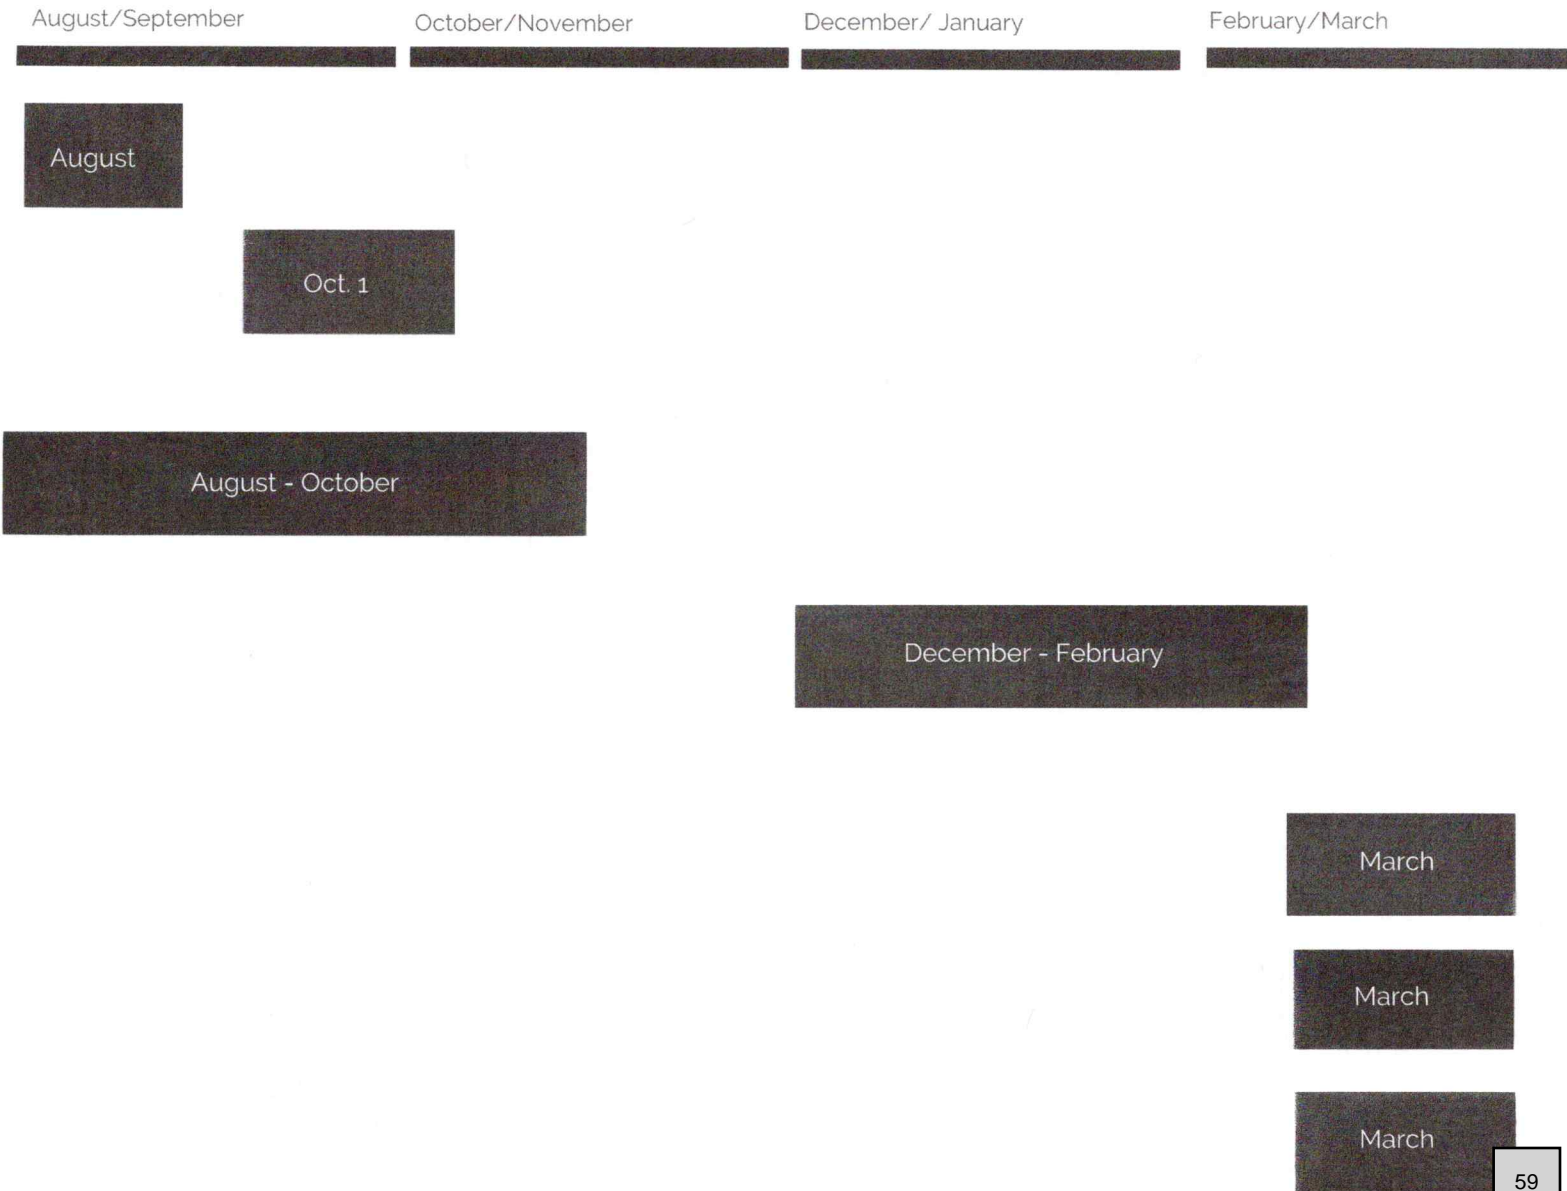 August/September
October/November
December/ January
February/March
August
Oct. 1
August - October
December - February
March
March
March
59